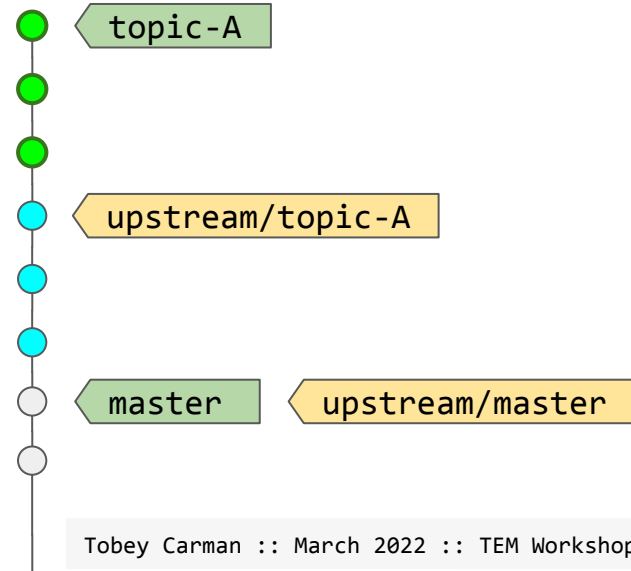 topic-A
upstream/topic-A
master upstream/master
Tobey Carman :: March 2022 :: TEM Workshop